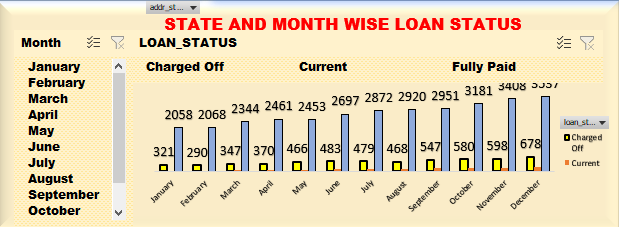 addr_st...
STATE AND MONTH WISE LOAN STATUS
Month
January
February
March
April
May
June
July
August
September
October
LOAN_STATUS
Charged Off Current Fully Paid
2058 2068 2344 2461 2453 2697 2872 2920 2951 3181 3408 3537
321 290 347 370 466 483 479 468 547 580 598 678
January February March April May June July August September October November December
loan_st...
Charged Off
Current